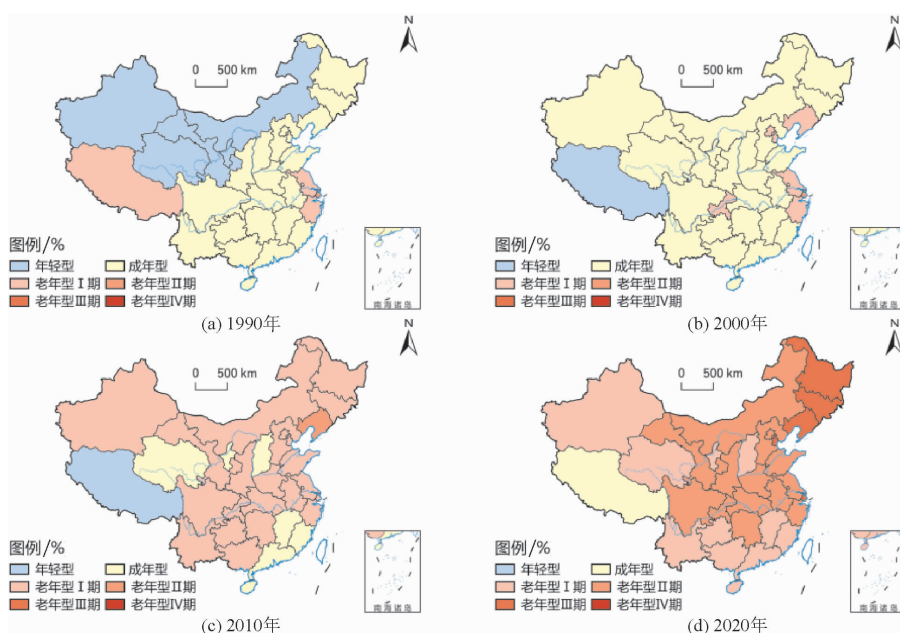 N
0 500 km
图例/%
年轻型 成年型
老年型Ⅰ期 老年型Ⅱ期
老年型Ⅲ期 老年型Ⅳ期
南海诸岛
(a) 1990年
N
0 500 km
图例/%
年轻型 成年型
老年型Ⅰ期 老年型Ⅱ期
老年型Ⅲ期 老年型Ⅳ期
南海诸岛
(b) 2000年
N
0 500 km
图例/%
年轻型 成年型
老年型Ⅰ期 老年型Ⅱ期
老年型Ⅲ期 老年型Ⅳ期
南海诸岛
(c) 2010年
N
0 500 km
图例/%
年轻型 成年型
老年型Ⅰ期 老年型Ⅱ期
老年型Ⅲ期 老年型Ⅳ期
南海诸岛
(d) 2020年